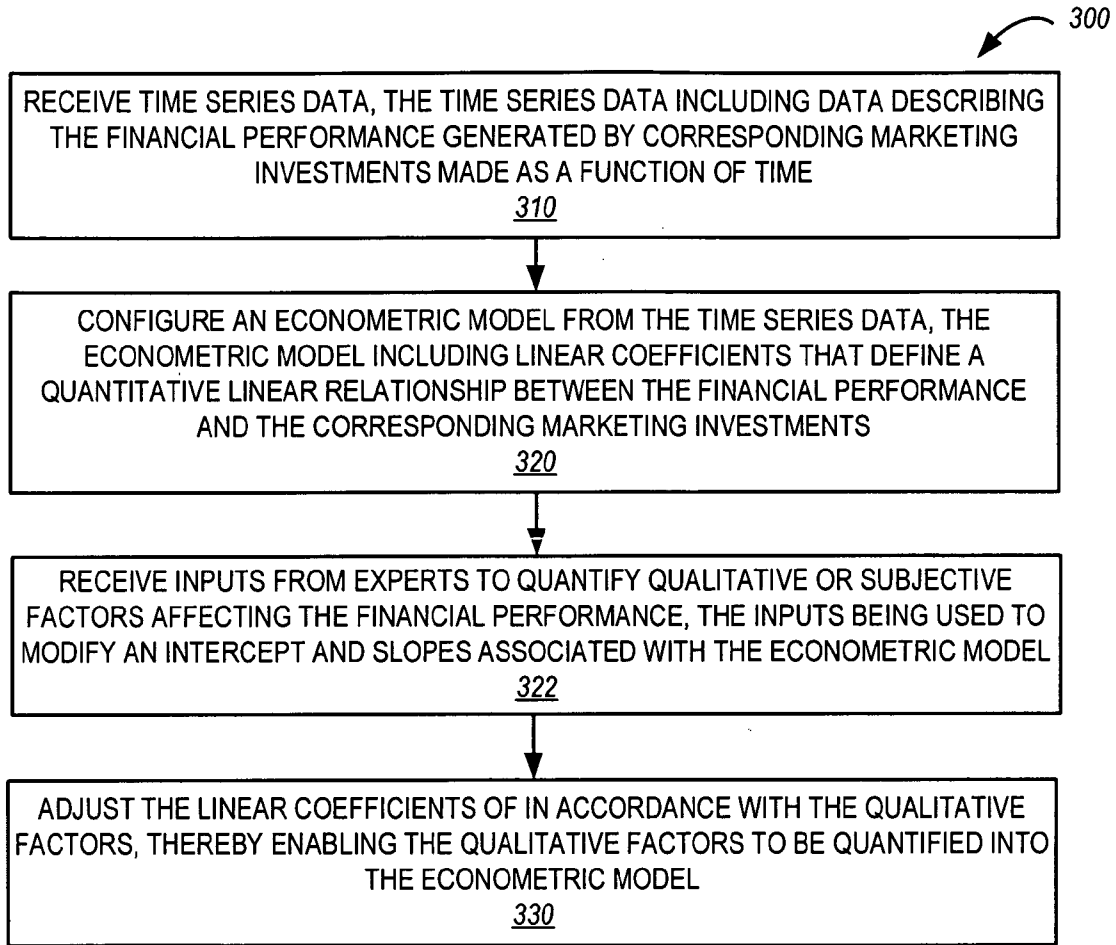 300
RECEIVE TIME SERIES DATA, THE TIME SERIES DATA INCLUDING DATA DESCRIBING
THE FINANCIAL PERFORMANCE GENERATED BY CORRESPONDING MARKETING
INVESTMENTS MADE AS A FUNCTION OF TIME
310
CONFIGURE AN ECONOMETRIC MODEL FROM THE TIME SERIES DATA, THE
ECONOMETRIC MODEL INCLUDING LINEAR COEFFICIENTS THAT DEFINE A
QUANTITATIVE LINEAR RELATIONSHIP BETWEEN THE FINANCIAL PERFORMANCE
AND THE CORRESPONDING MARKETING INVESTMENTS
320
RECEIVE INPUTS FROM EXPERTS TO QUANTIFY QUALITATIVE OR SUBJECTIVE
FACTORS AFFECTING THE FINANCIAL PERFORMANCE, THE INPUTS BEING USED TO
MODIFY AN INTERCEPT AND SLOPES ASSOCIATED WITH THE ECONOMETRIC MODEL
322
ADJUST THE LINEAR COEFFICIENTS OF IN ACCORDANCE WITH THE QUALITATIVE
FACTORS, THEREBY ENABLING THE QUALITATIVE FACTORS TO BE QUANTIFIED INTO
THE ECONOMETRIC MODEL
330